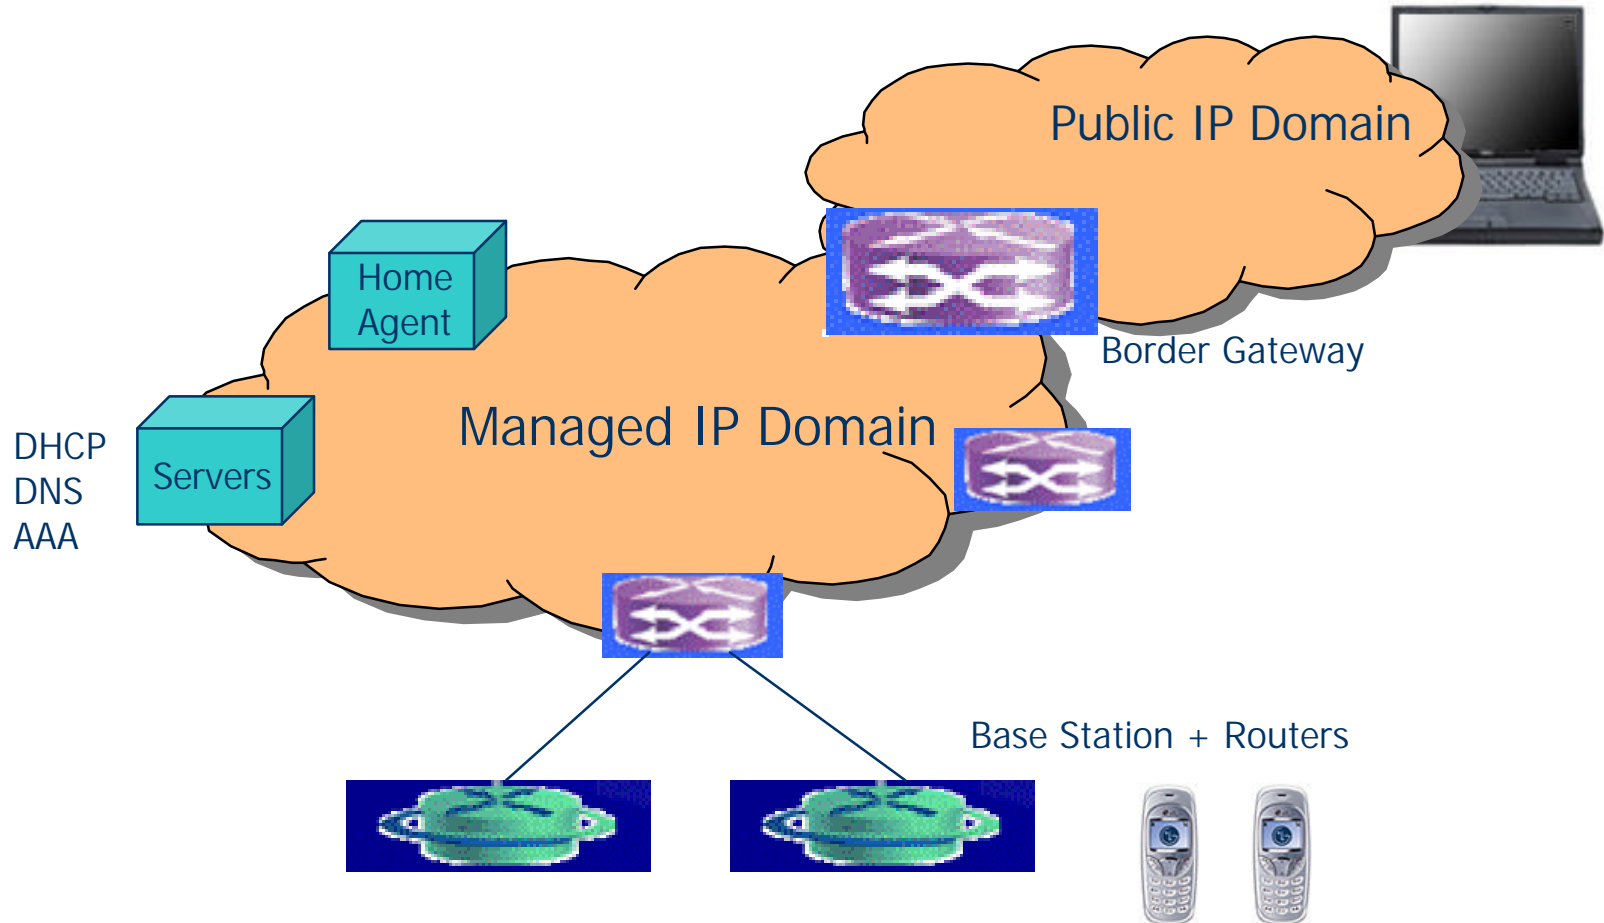 Public IP Domain
Home
Agent
Border Gateway
Managed IP Domain
DHCP
DNS
AAA
Servers
Base Station + Routers